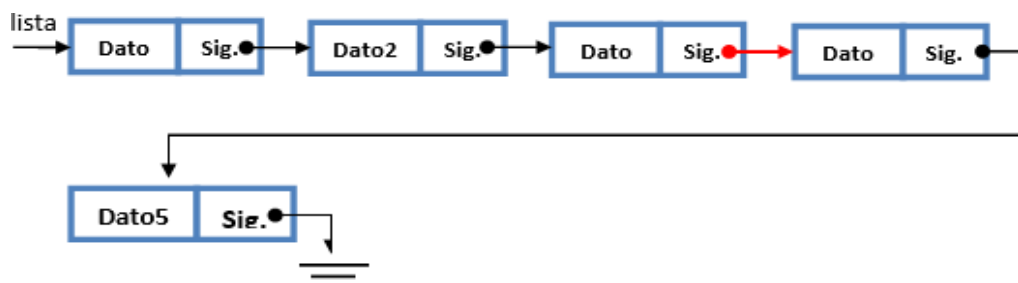 lista
Dato Sig. Dato2 Sig. Dato Sig. Dato Sig.
Dato5 Sig.